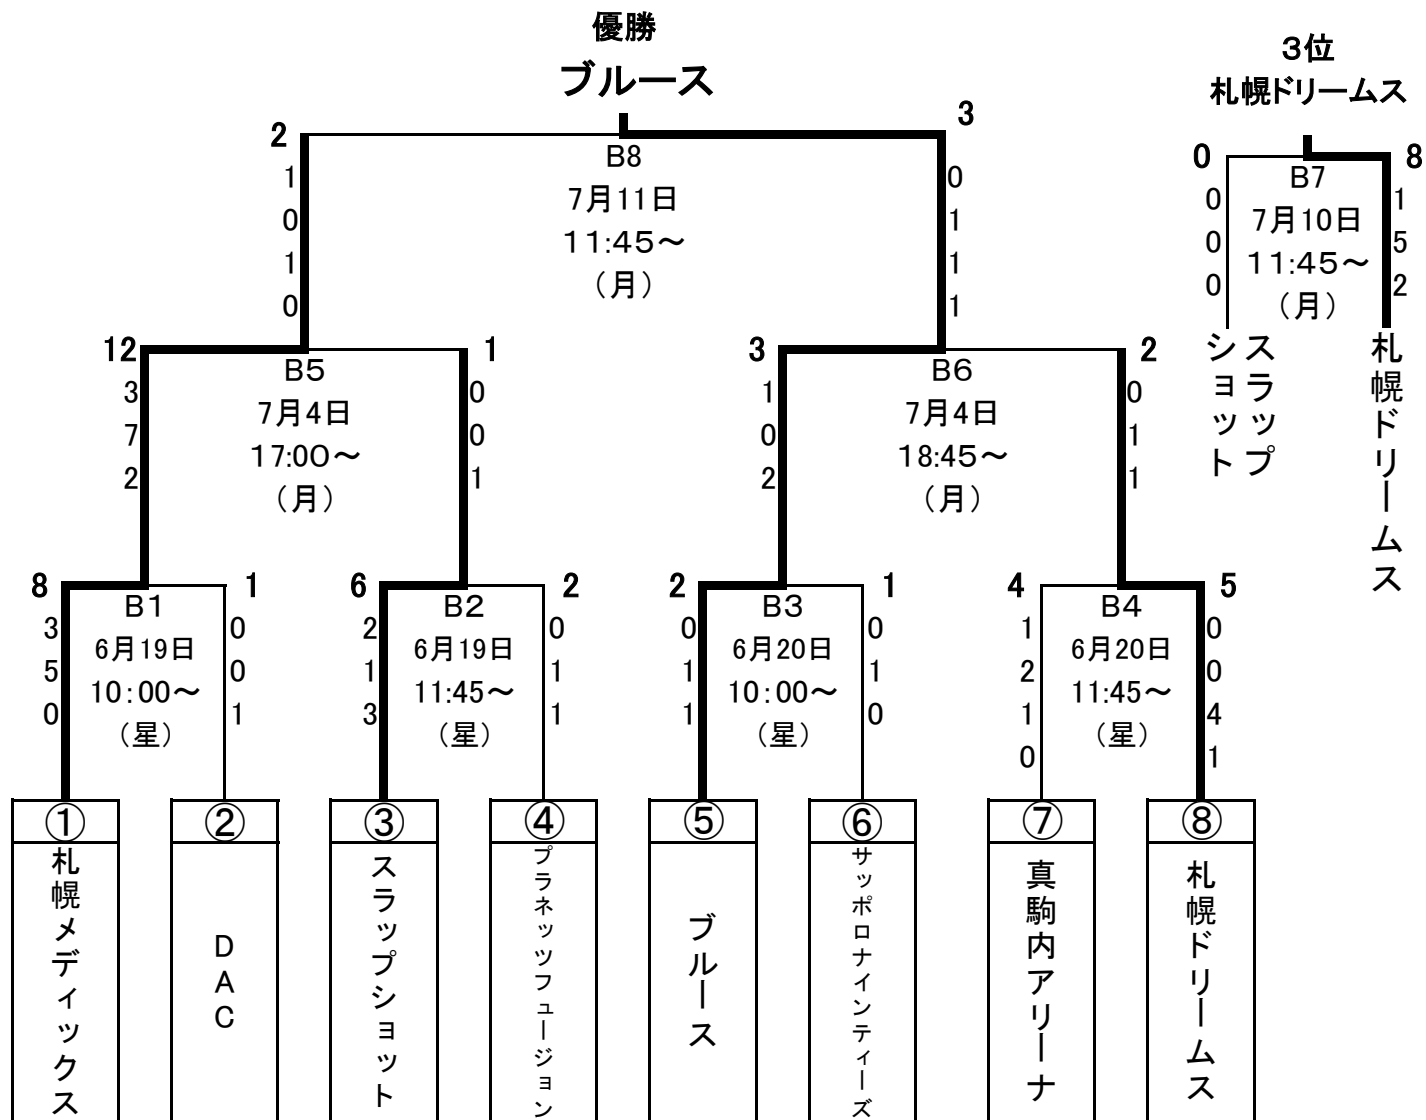 優勝
ブルース
3位
札幌ドリームス
2
1
0
1
0
B8
7月11日
11:45～
(月)
3
0
1
1
1
0
0
0
0
B7
7月10日
11:45～
(月)
8
1
5
2
スラップ
ショット
札幌ドリームス
12
3
7
2
B5
7月4日
17:00～
(月)
1
0
0
1
3
1
0
2
B6
7月4日
18:45～
(月)
2
0
1
1
8
3
5
0
B1
6月19日
10:00～
(星)
1
0
0
1
6
2
1
3
B2
6月19日
11:45～
(星)
2
0
1
1
2
0
1
1
B3
6月20日
10:00～
(星)
1
0
1
0
4
1
2
1
0
B4
6月20日
11:45～
(星)
5
0
0
4
1
①
札幌メディックス
②
DAC
③
スラップショット
④
プラネッツフュージョン
⑤
ブルース
⑥
サッポロナインティーズ
⑦
真駒内アリーナ
⑧
札幌ドリームス